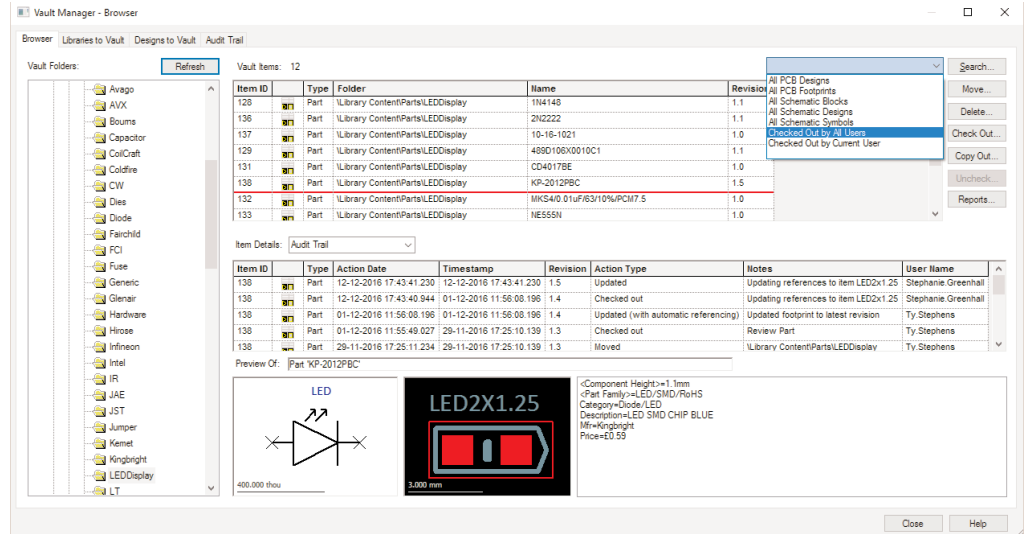 Vault Manager - Browser
Browser Libraries to Vault Designs to Vault Audit Trail
Vault Folders: Refresh
Avago
AVX
Bourns
Capacitor
CoilCraft
Coldfire
CW
Dies
Diode
Fairchild
FCI
Fuse
Generic
Glenair
Hardware
Hirose
Infineon
Intel
IR
JAE
JST
Jumper
Kemet
Kingbright
LEDDisplay
LT
Vault Items: 12
Item ID Type Folder Name Revision
128 Part \Library Content\Parts\LEDDisplay 1N4148 1.1
136 Part \Library Content\Parts\LEDDisplay 2N2222 1.1
137 Part \Library Content\Parts\LEDDisplay 10-16-1021 1.0
129 Part \Library Content\Parts\LEDDisplay 489D106X0010C1 1.1
131 Part \Library Content\Parts\LEDDisplay CD4017BE 1.0
138 Part \Library Content\Parts\LEDDisplay KP-2012PBC 1.5
132 Part \Library Content\Parts\LEDDisplay MKS4/0.01uF/63/10%/PCM7.5 1.0
133 Part \Library Content\Parts\LEDDisplay NE555N 1.0
All PCB Designs
All PCB Footprints
All Schematic Blocks
All Schematic Designs
All Schematic Symbols
Checked Out by All Users
Checked Out by Current User
Search...
Move...
Delete...
Check Out...
Copy Out...
Uncheck...
Reports...
Item Details: Audit Trail
Item ID Type Action Date Timestamp Revision Action Type Notes User Name
138 Part 12-12-2016 17:43:41.230 12-12-2016 17:43:41.230 1.5 Updated Updating references to item LED2x1.25 Stephanie.Greenhall
138 Part 12-12-2016 17:43:40.944 01-12-2016 11:56:08.196 1.4 Checked out Updating references to item LED2x1.25 Stephanie.Greenhall
138 Part 01-12-2016 11:56:08.196 01-12-2016 11:56:08.196 1.4 Updated (with automatic referencing) Updated footprint to latest revision Ty.Stephens
138 Part 01-12-2016 11:55:49.027 29-11-2016 17:25:10.139 1.3 Checked out Review Part Ty.Stephens
138 Part 29-11-2016 17:25:11.234 29-11-2016 17:25:10.139 1.3 Moved \Library Content\Parts\LEDDisplay Ty.Stephens
Preview Of: Part 'KP-2012PBC'
LED
400.000 thou
LED2X1.25
3.000 mm
<Component Height>=1.1mm
<Part Family>=LED/SMD/RoHS
Category=Diode/LED
Description=LED SMD CHIP BLUE
Mfr=Kingbright
Price=£0.59
Close Help